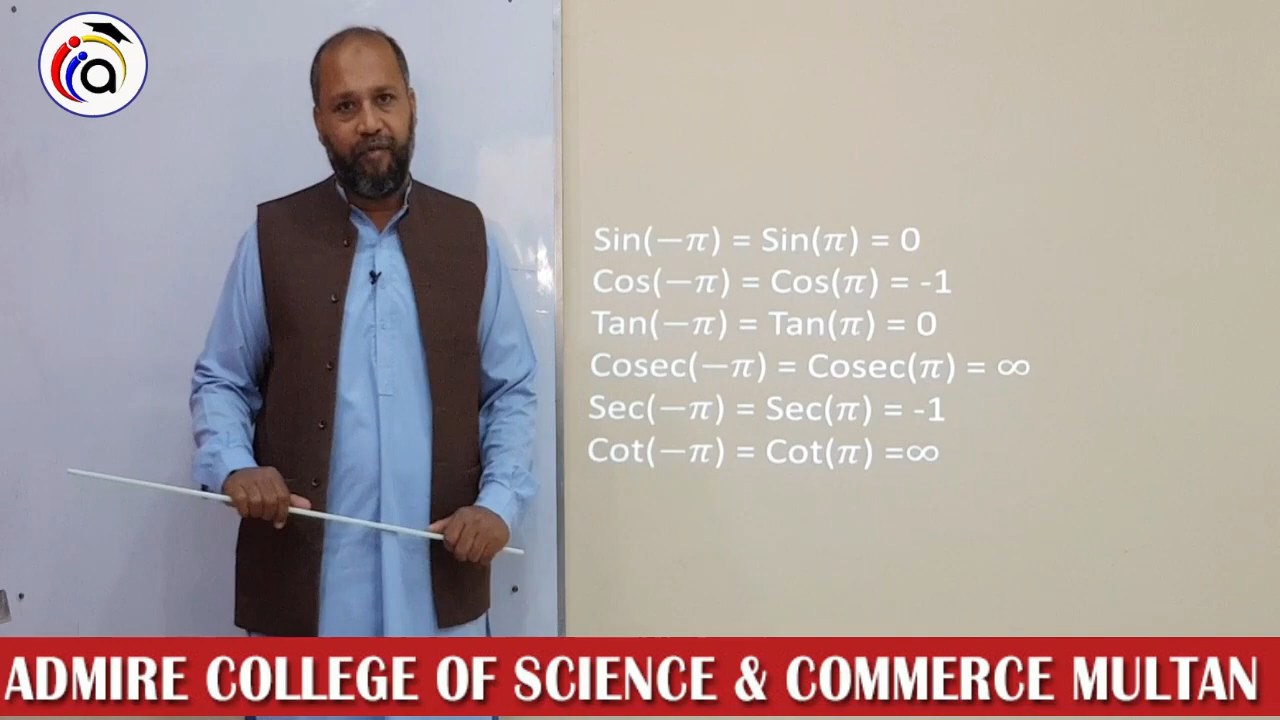 a
Sin(−π) = Sin(π) = 0
Cos(−π) = Cos(π) = -1
Tan(−π) = Tan(π) = 0
Cosec(−π) = Cosec(π) = ∞
Sec(−π) = Sec(π) = -1
Cot(−π) = Cot(π) =∞
ADMIRE COLLEGE OF SCIENCE & COMMERCE MULTAN